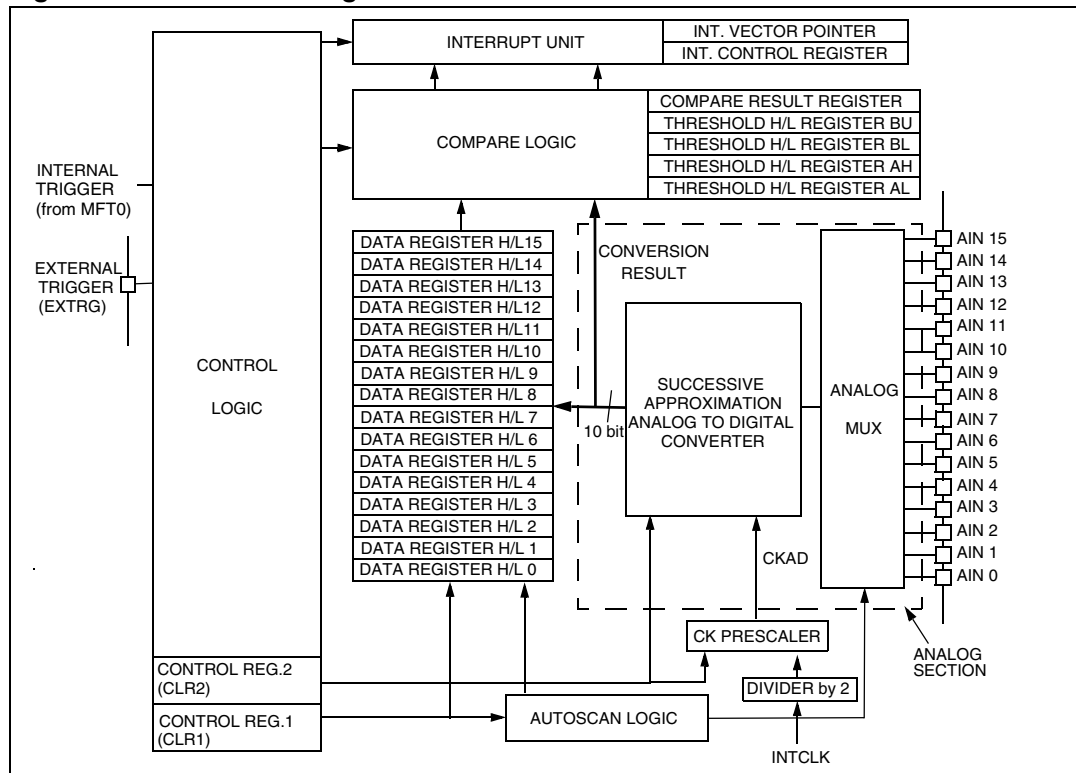 INTERRUPT UNIT
INT. VECTOR POINTER
INT. CONTROL REGISTER
COMPARE LOGIC
COMPARE RESULT REGISTER
THRESHOLD H/L REGISTER BU
THRESHOLD H/L REGISTER BL
THRESHOLD H/L REGISTER AH
THRESHOLD H/L REGISTER AL
INTERNAL
TRIGGER
(from MFT0)
EXTERNAL
TRIGGER
(EXTRG)
CONTROL
LOGIC
DATA REGISTER H/L15
DATA REGISTER H/L14
DATA REGISTER H/L13
DATA REGISTER H/L12
DATA REGISTER H/L11
DATA REGISTER H/L10
DATA REGISTER H/L 9
DATA REGISTER H/L 8
DATA REGISTER H/L 7
DATA REGISTER H/L 6
DATA REGISTER H/L 5
DATA REGISTER H/L 4
DATA REGISTER H/L 3
DATA REGISTER H/L 2
DATA REGISTER H/L 1
DATA REGISTER H/L 0
CONVERSION
RESULT
10 bit
SUCCESSIVE
APPROXIMATION
ANALOG TO DIGITAL
CONVERTER
ANALOG
MUX
AIN 15
AIN 14
AIN 13
AIN 12
AIN 11
AIN 10
AIN 9
AIN 8
AIN 7
AIN 6
AIN 5
AIN 4
AIN 3
AIN 2
AIN 1
AIN 0
CKAD
CK PRESCALER
ANALOG
SECTION
DIVIDER by 2
CONTROL REG.2
(CLR2)
CONTROL REG.1
(CLR1)
AUTOSCAN LOGIC
INTCLK